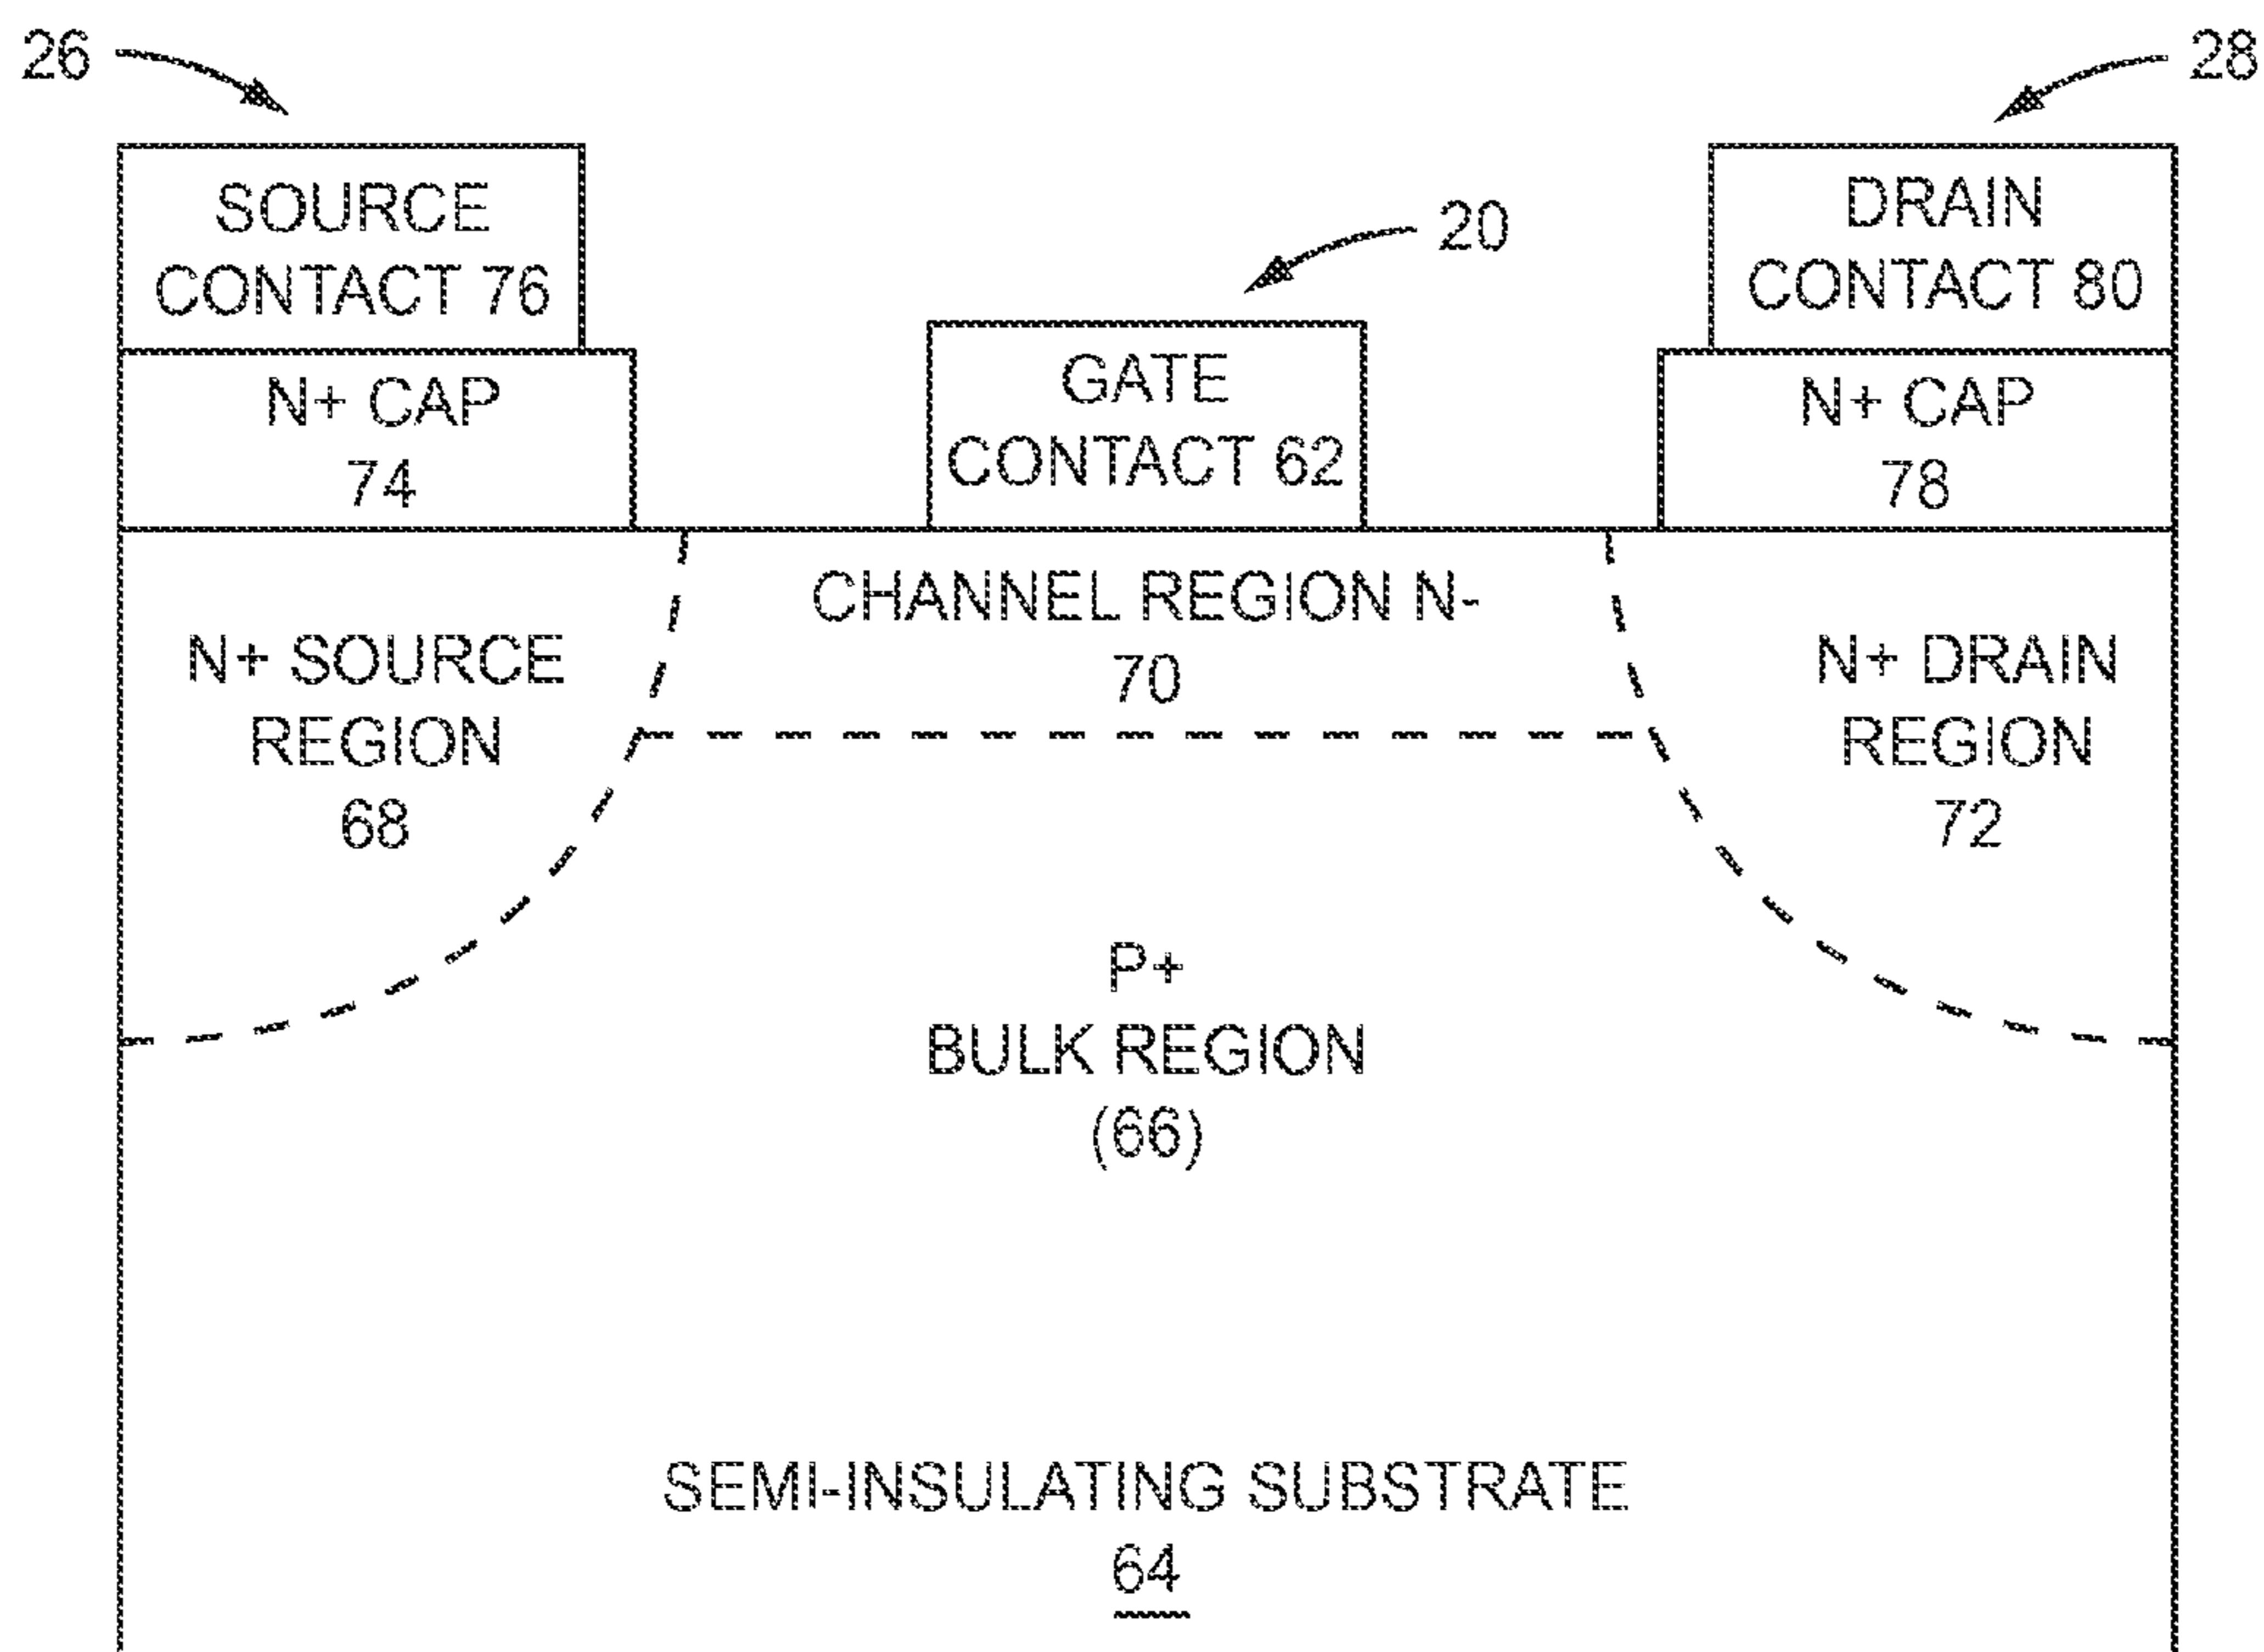 26
28
SOURCE
CONTACT 76
20
DRAIN
CONTACT 80
N+ CAP
74
GATE
CONTACT 62
N+ CAP
78
CHANNEL REGION N-
70
N+ SOURCE
REGION
68
N+ DRAIN
REGION
72
P+
BULK REGION
(66)
SEMI-INSULATING SUBSTRATE
64